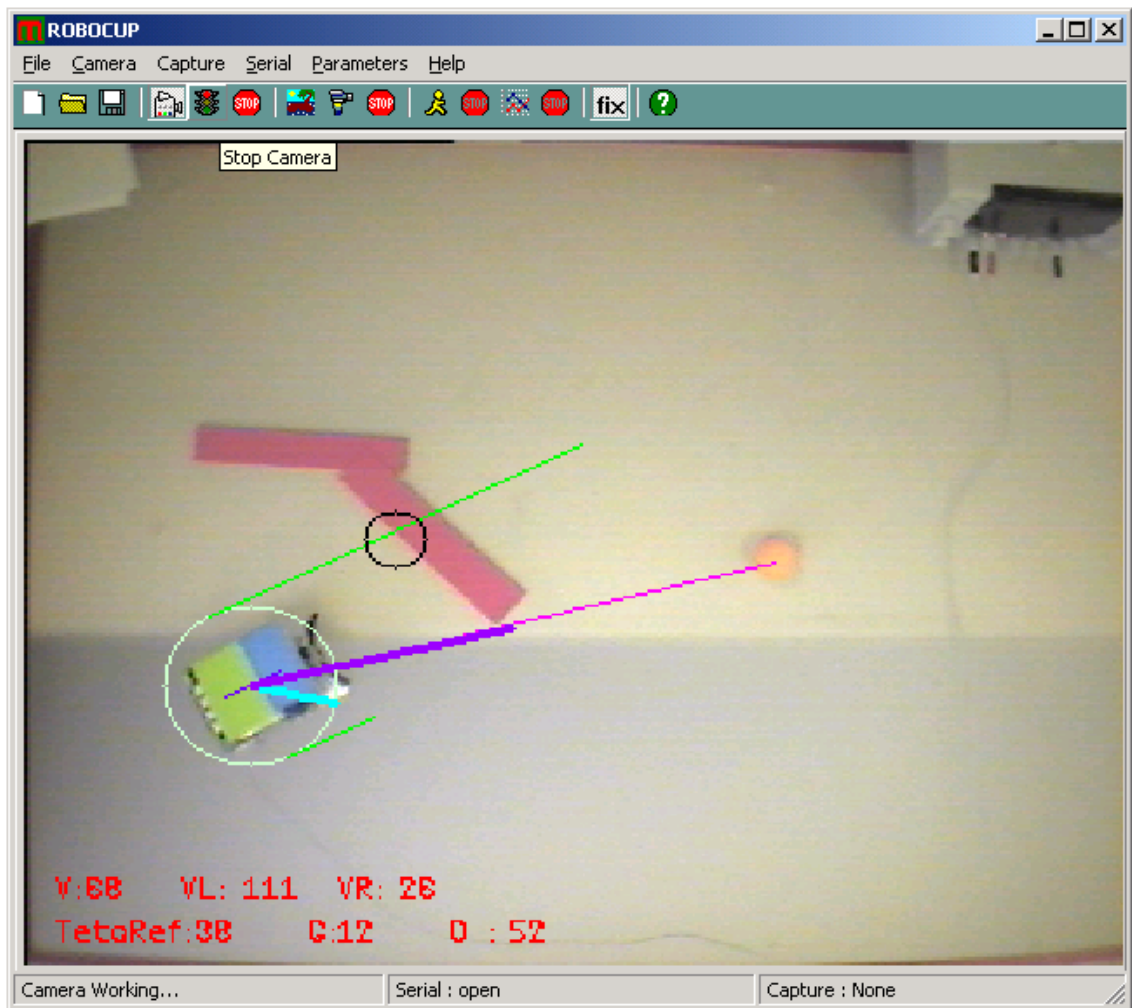 ROBOCUP
File Camera Capture Serial Parameters Help
STOP STOP STOP STOP fix ?
Stop Camera
V:68 VL: 111 VR: 26
TetaRef:38 G:12 O : 52
Camera Working... Serial : open Capture : None